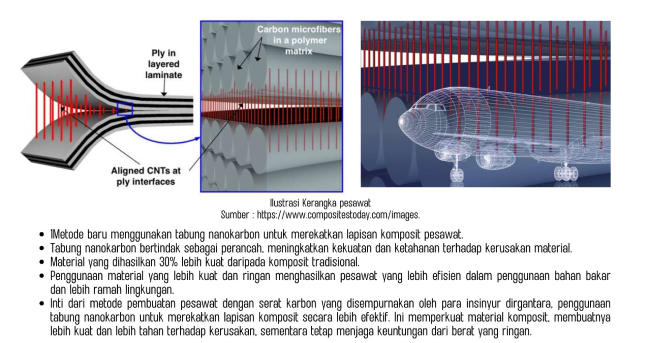 Carbon microfibers
in a polymer
matrix
Ply in
layered
laminate
Aligned CNTs at
ply interfaces
Ilustrasi Kerangka pesawat
Sumber : https://www.compositestoday.com/images.
• 1Metode baru menggunakan tabung nanokarbon untuk merekatkan lapisan komposit pesawat.
• Tabung nanokarbon bertindak sebagai perancah, meningkatkan kekuatan dan ketahanan terhadap kerusakan material.
• Material yang dihasilkan 30% lebih kuat daripada komposit tradisional.
• Penggunaan material yang lebih kuat dan ringan menghasilkan pesawat yang lebih efisien dalam penggunaan bahan bakar
dan lebih ramah lingkungan.
• Inti dari metode pembuatan pesawat dengan serat karbon yang disempurnakan oleh para insinyur dirgantara, penggunaan
tabung nanokarbon untuk merekatkan lapisan komposit secara lebih efektif. Ini memperkuat material komposit, membuatnya
lebih kuat dan lebih tahan terhadap kerusakan, sementara tetap menjaga keuntungan dari berat yang ringan.